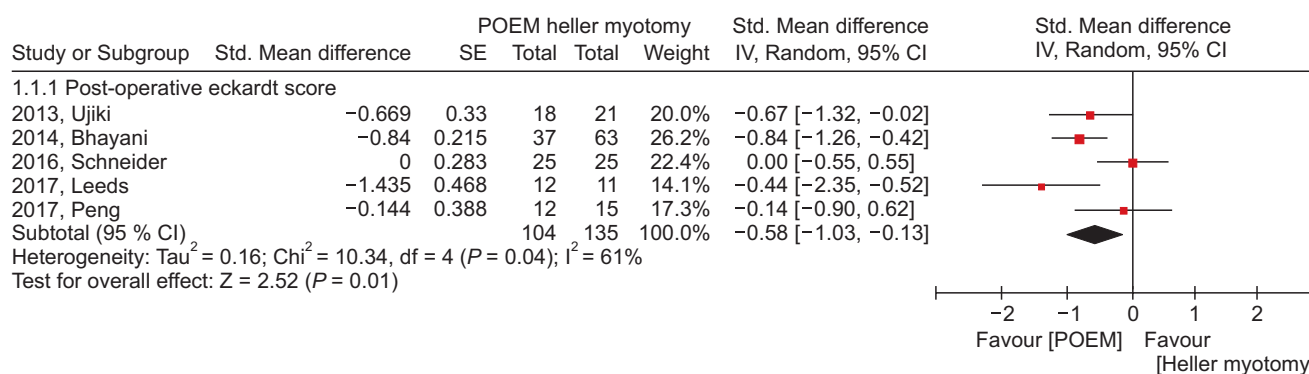 POEM heller myotomy Std. Mean difference Std. Mean difference
Study or Subgroup Std. Mean difference SE Total Total Weight IV, Random, 95% CI IV, Random, 95% CI
1.1.1 Post-operative eckardt score
2013, Ujiki −0.669 0.33 18 21 20.0% −0.67 [−1.32, −0.02]
2014, Bhayani −0.84 0.215 37 63 26.2% −0.84 [−1.26, −0.42]
2016, Schneider 0 0.283 25 25 22.4% 0.00 [−0.55, 0.55]
2017, Leeds −1.435 0.468 12 11 14.1% −0.44 [−2.35, −0.52]
2017, Peng −0.144 0.388 12 15 17.3% −0.14 [−0.90, 0.62]
Subtotal (95 % CI) 104 135 100.0% −0.58 [−1.03, −0.13]
Heterogeneity: Tau² = 0.16; Chi² = 10.34, df = 4 (P = 0.04); I² = 61%
Test for overall effect: Z = 2.52 (P = 0.01)
−2 −1 0 1 2
Favour [POEM] Favour
[Heller myotomy